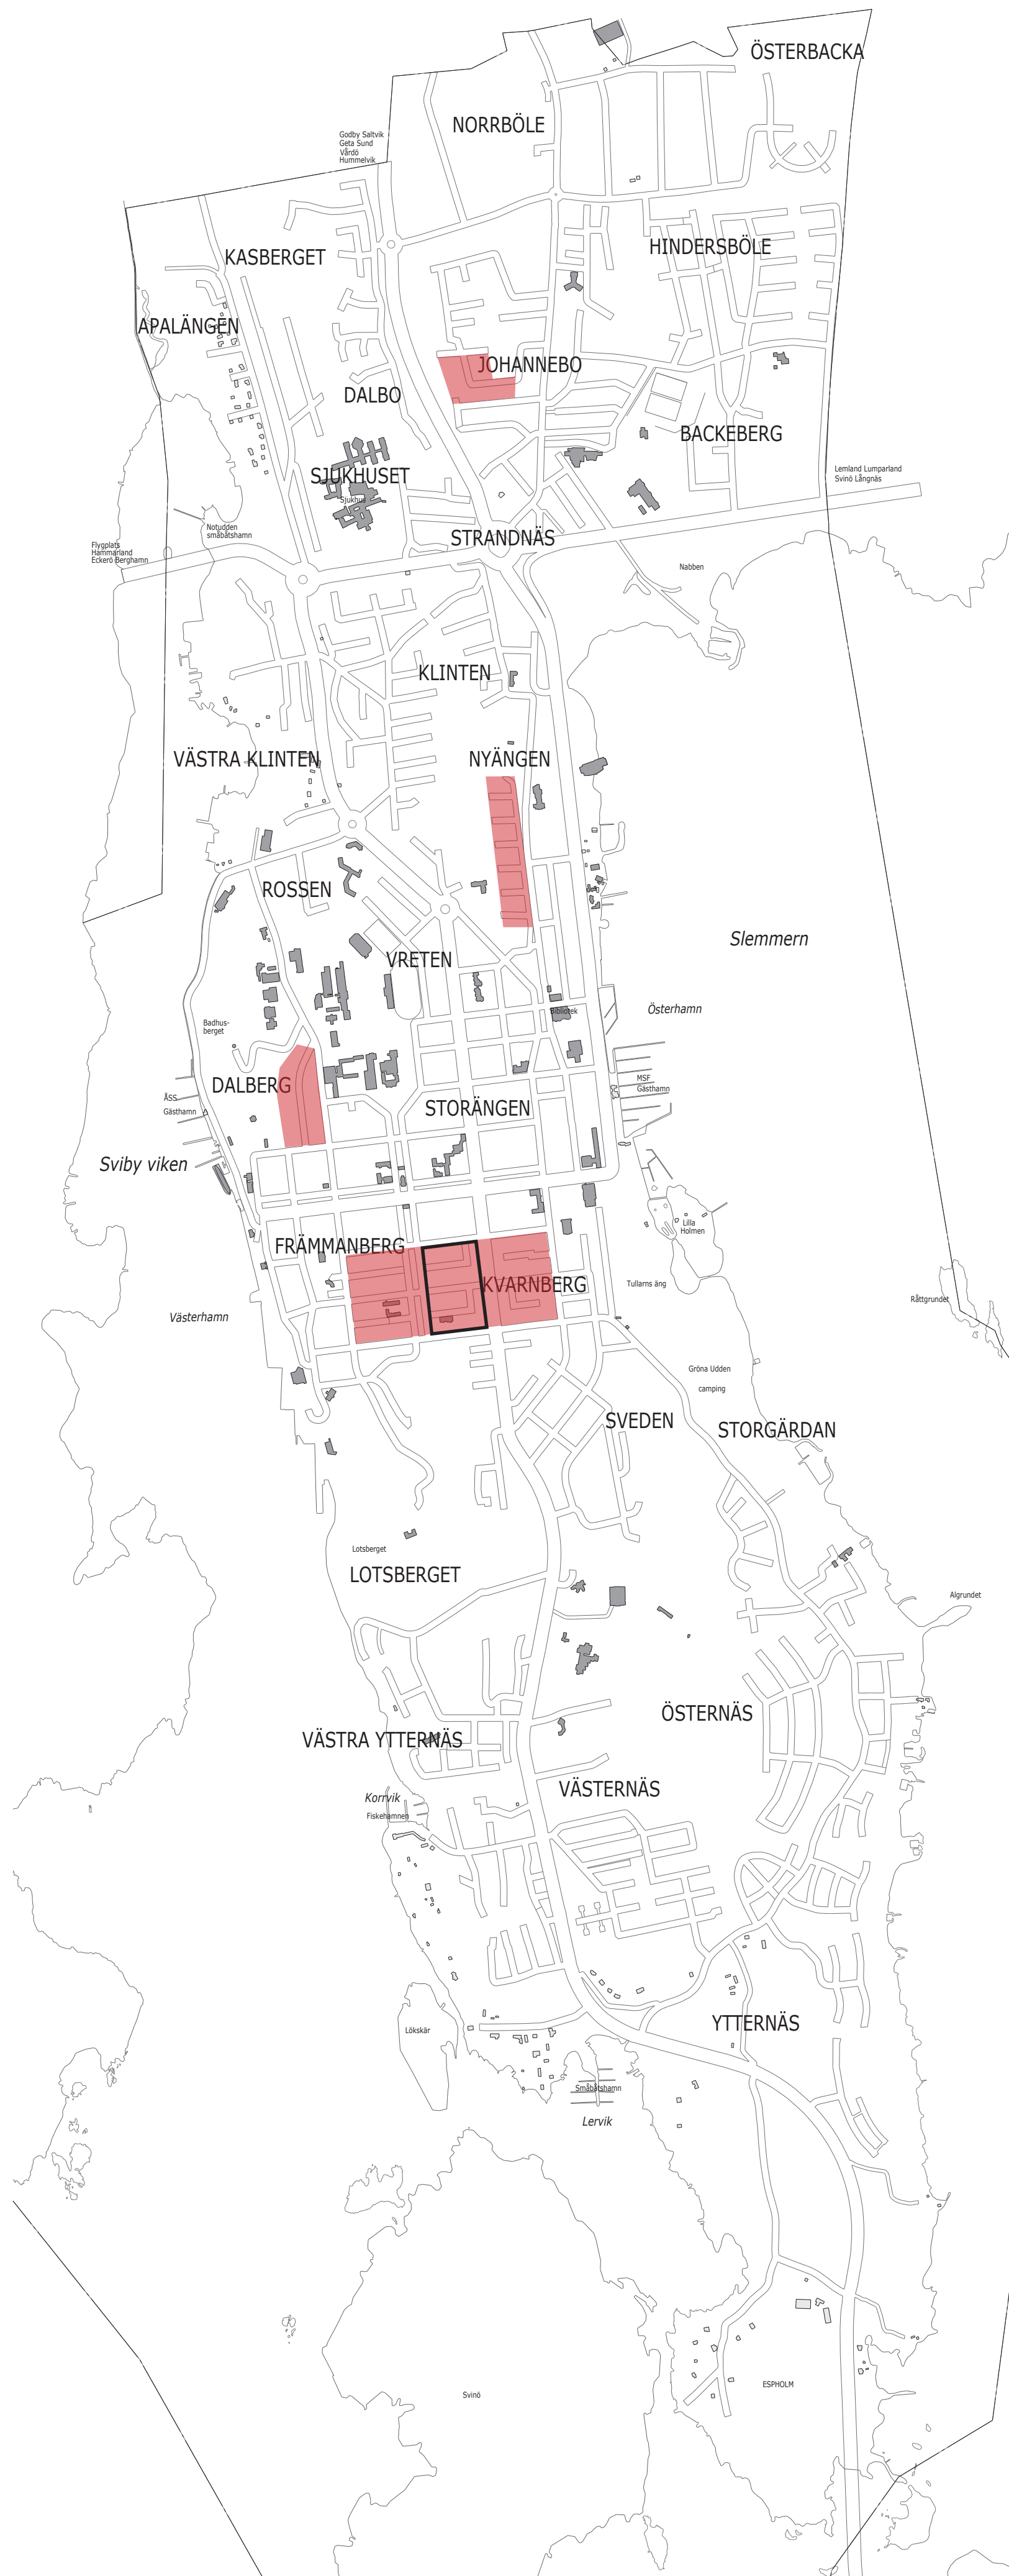 ÖSTERBACKA
NORRBÖLE
Godby Saltvik
Geta Sund
Vårdö
Hummelvik
HINDERSBÖLE
KASBERGET
APALÄNGEN
JOHANNEBO
DALBO
BACKEBERG
SJUKHUSET
Sjukhus
Lemland Lumparland
Svinö Långnäs
Notudden
småbåtshamn
STRANDNÄS
Flygplats
Hammarland
Eckerö Berghamn
Nabben
KLINTEN
VÄSTRA KLINTEN
NYÄNGEN
ROSSEN
Slemmern
VRETEN
Österhamn
Bibliotek
Badhus-
berget
MSF
Gästhamn
DALBERG
ÅSS
Gästhamn
STORÄNGEN
Sviby viken
Lilla
Holmen
FRÄMMANBERG
KVARNBERG
Tullarns äng
Råttgrundet
Västerhamn
Gröna Udden
camping
SVEDEN
STORGÄRDAN
Lotsberget
LOTSBERGET
Algrundet
ÖSTERNÄS
VÄSTRA YTTERNÄS
VÄSTERNÄS
Korrvik
Fiskehamnen
YTTERNÄS
Lökskär
Småbåtshamn
Lervik
ESPHOLM
Svinö